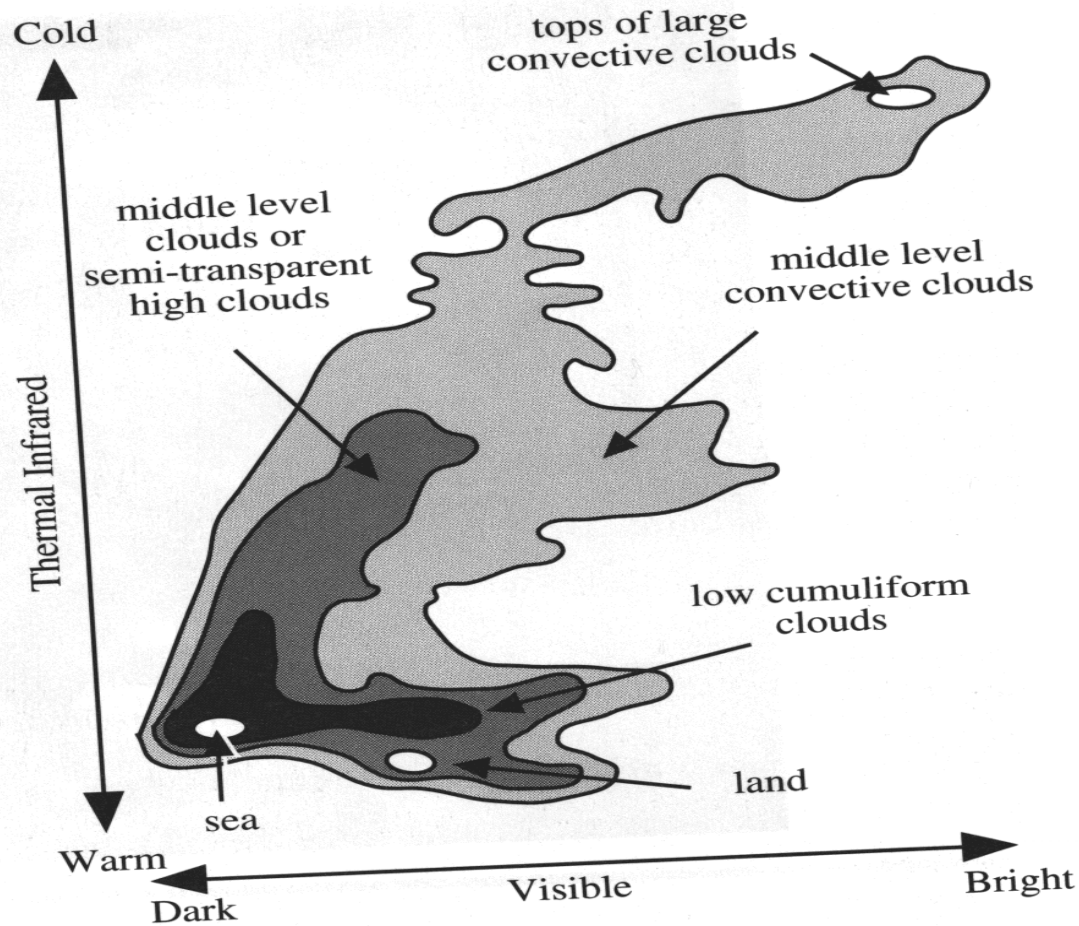 Cold
tops of large
convective clouds
middle level
clouds or
semi-transparent
high clouds
middle level
convective clouds
Thermal Infrared
low cumuliform
clouds
land
sea
Warm
Visible
Dark
Bright